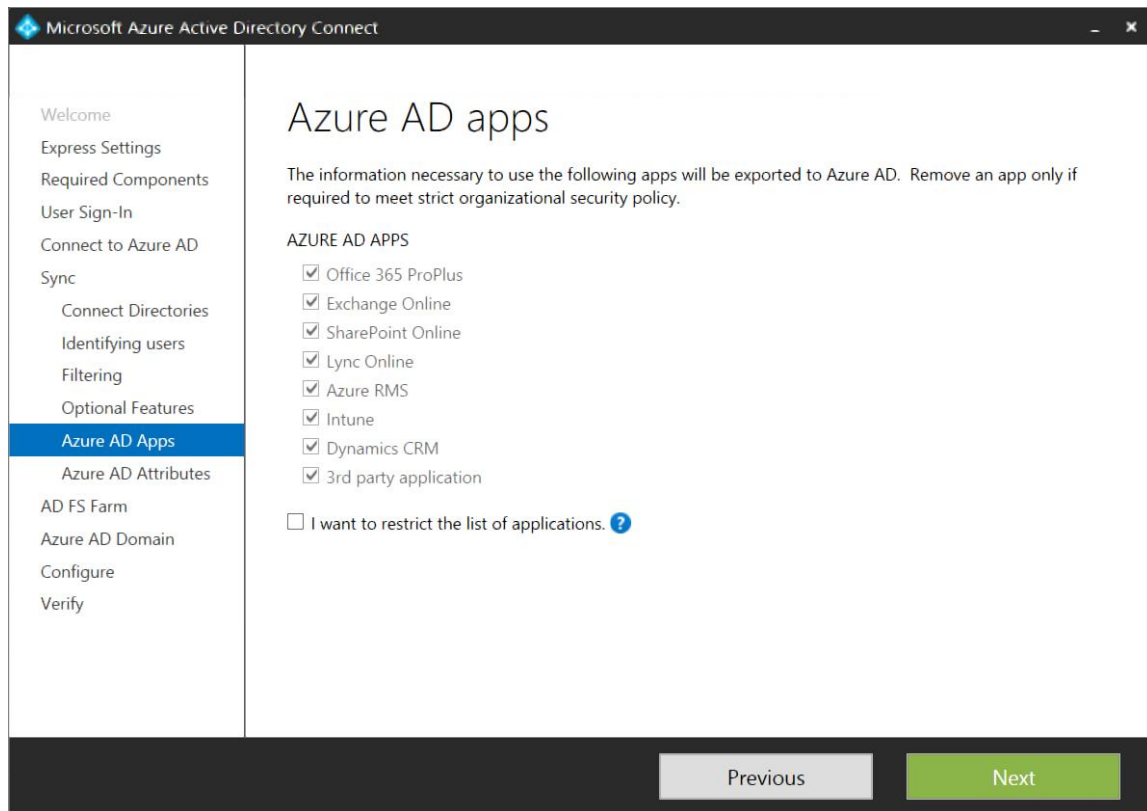 Microsoft Azure Active Directory Connect
Welcome
Express Settings
Required Components
User Sign-In
Connect to Azure AD
Sync
Connect Directories
Identifying users
Filtering
Optional Features
Azure AD Apps
Azure AD Attributes
AD FS Farm
Azure AD Domain
Configure
Verify
Azure AD apps
The information necessary to use the following apps will be exported to Azure AD. Remove an app only if
required to meet strict organizational security policy.
AZURE AD APPS
Office 365 ProPlus
Exchange Online
SharePoint Online
Lync Online
Azure RMS
Intune
Dynamics CRM
3rd party application
I want to restrict the list of applications. ?
Previous
Next